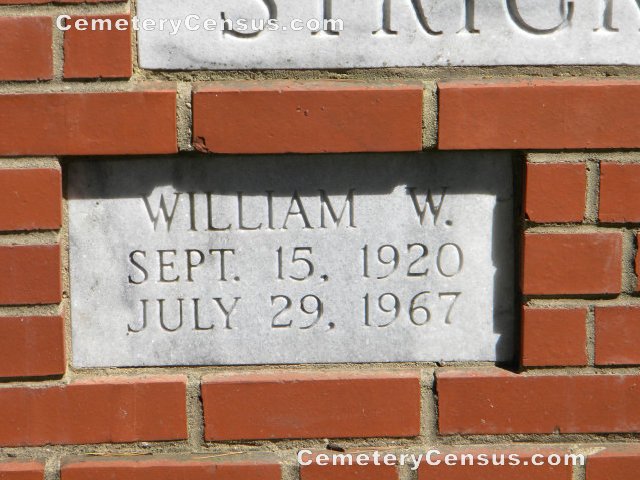 CemeteryCensus.com
WILLIAM W.
SEPT. 15, 1920
JULY 29, 1967
CemeteryCensus.com